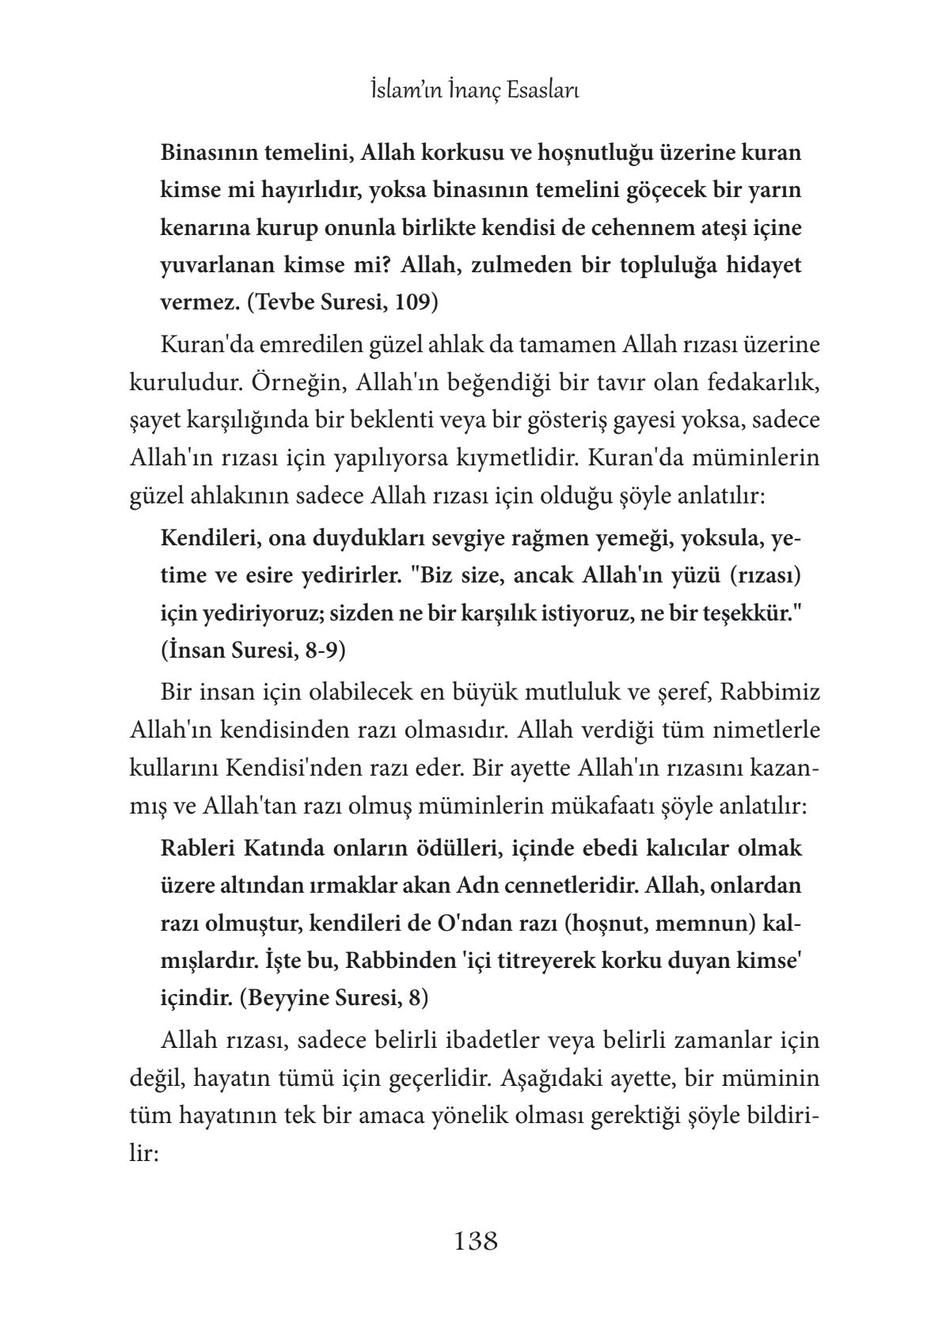 İslam'ın İnanç Esasları
Binasının temelini, Allah korkusu ve hoşnutluğu üzerine kuran
kimse mi hayırlıdır, yoksa binasının temelini göçecek bir yarın
kenarına kurup onunla birlikte kendisi de cehennem ateşi içine
yuvarlanan kimse mi? Allah, zulmeden bir topluluğa hidayet
vermez. (Tevbe Suresi, 109)
Kuran'da emredilen güzel ahlak da tamamen Allah rızası üzerine
kuruludur. Örneğin, Allah'ın beğendiği bir tavır olan fedakarlık,
şayet karşılığında bir beklenti veya bir gösteriş gayesi yoksa, sadece
Allah'ın rızası için yapılıyorsa kıymetlidir. Kuran'da müminlerin
güzel ahlakının sadece Allah rızası için olduğu şöyle anlatılır:
Kendileri, ona duydukları sevgiye rağmen yemeği, yoksula, ye-
time ve esire yedirirler. "Biz size, ancak Allah'ın yüzü (rızası)
için yediriyoruz; sizden ne bir karşılık istiyoruz, ne bir teşekkür."
(İnsan Suresi, 8-9)
Bir insan için olabilecek en büyük mutluluk ve şeref, Rabbimiz
Allah'ın kendisinden razı olmasıdır. Allah verdiği tüm nimetlerle
kullarını Kendisi'nden razı eder. Bir ayette Allah'ın rızasını kazan-
mış ve Allah'tan razı olmuş müminlerin mükafaatı şöyle anlatılır:
Rableri Katında onların ödülleri, içinde ebedi kalıcılar olmak
üzere altından ırmaklar akan Adn cennetleridir. Allah, onlardan
razı olmuştur, kendileri de O'ndan razı (hoşnut, memnun) kal-
mışlardır. İşte bu, Rabbinden 'içi titreyerek korku duyan kimse'
içindir. (Beyyine Suresi, 8)
Allah rızası, sadece belirli ibadetler veya belirli zamanlar için
değil, hayatın tümü için geçerlidir. Aşağıdaki ayette, bir müminin
tüm hayatının tek bir amaca yönelik olması gerektiği şöyle bildiri-
lir:
138